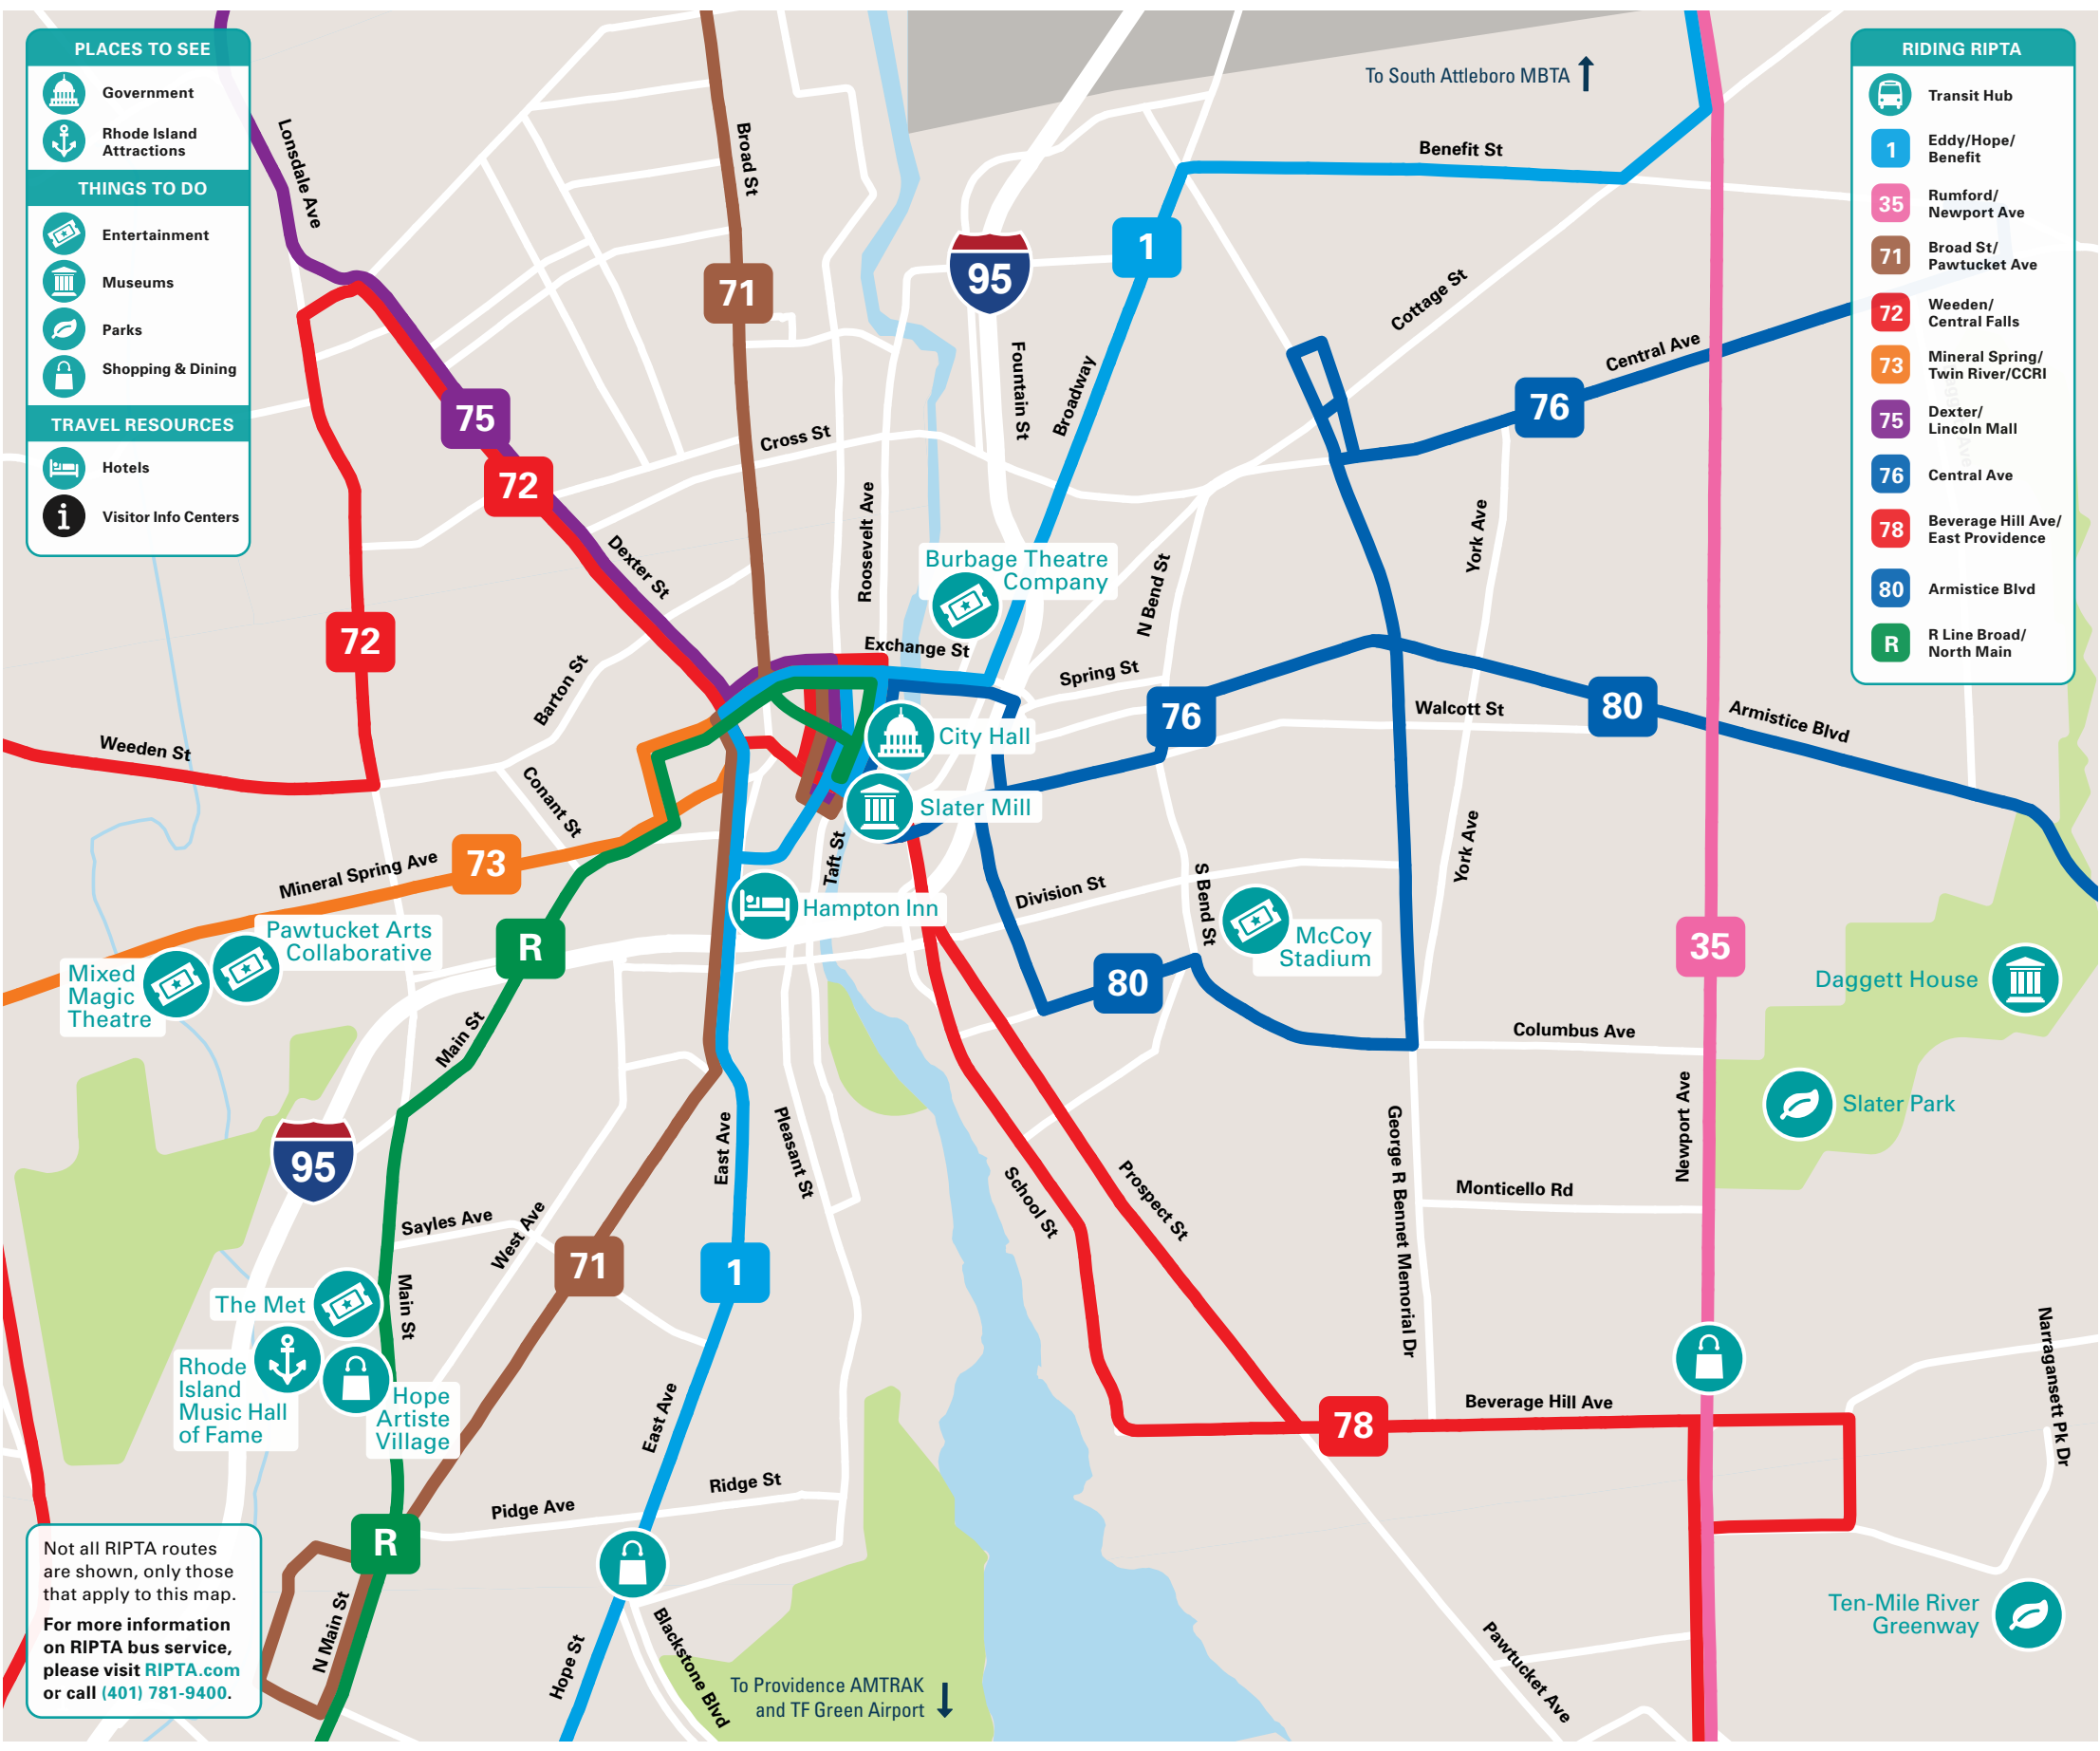 PLACES TO SEE
Government
Rhode Island
Attractions
THINGS TO DO
Entertainment
Museums
Parks
Shopping & Dining
TRAVEL RESOURCES
Hotels
i
Visitor Info Centers
RIDING RIPTA
Transit Hub
1
Eddy/Hope/
Benefit
35
Rumford/
Newport Ave
71
Broad St/
Pawtucket Ave
72
Weeden/
Central Falls
73
Mineral Spring/
Twin River/CCRI
75
Dexter/
Lincoln Mall
76
Central Ave
78
Beverage Hill Ave/
East Providence
80
Armistice Blvd
R
R Line Broad/
North Main
To South Attleboro MBTA
Benefit St
Lonsdale Ave
Broad St
1
95
71
Cottage St
Central Ave
Fountain St
Broadway
76
75
Cross St
72
Roosevelt Ave
York Ave
Dexter St
Burbage Theatre
Company
N Bend St
72
Exchange St
Spring St
Barton St
76
Walcott St
80
Armistice Blvd
City Hall
Weeden St
Conant St
Slater Mill
Mineral Spring Ave
73
Taft St
York Ave
Division St
S Bend St
Hampton Inn
McCoy
Stadium
35
Pawtucket Arts
Collaborative
R
Mixed
Magic
Theatre
80
Daggett House
Main St
Columbus Ave
Newport Ave
Slater Park
95
East Ave
Pleasant St
School St
Prospect St
George R Bennet Memorial Dr
Monticello Rd
Sayles Ave
West Ave
71
1
Main St
The Met
Rhode
Island
Music Hall
of Fame
Hope
Artiste
Village
East Ave
78
Beverage Hill Ave
Narragansett Pk Dr
Ridge St
Pidge Ave
R
N Main St
Hope St
Blackstone Blvd
Pawtucket Ave
Ten-Mile River
Greenway
To Providence AMTRAK
and TF Green Airport
Not all RIPTA routes
are shown, only those
that apply to this map.
For more information
on RIPTA bus service,
please visit RIPTA.com
or call (401) 781-9400.